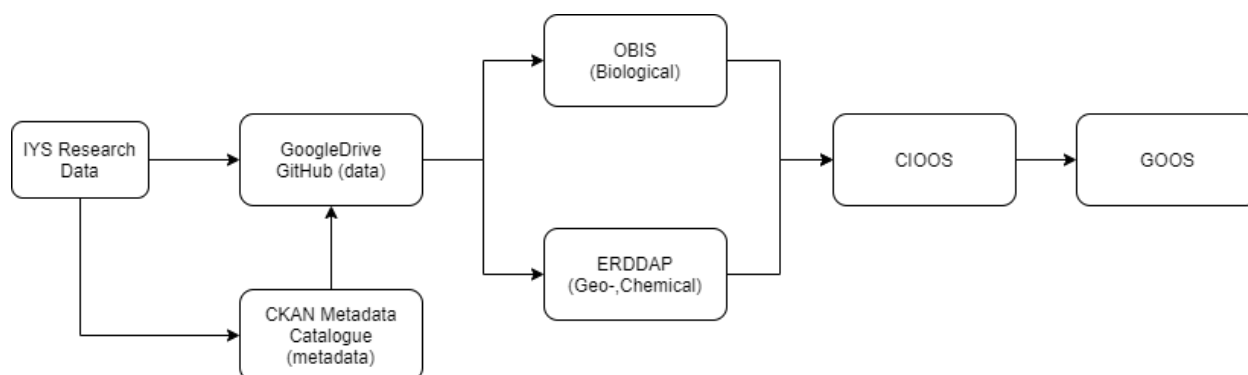 OBIS
(Biological)
IYS Research
Data
GoogleDrive
GitHub (data)
CIOOS
GOOS
ERDDAP
(Geo-,Chemical)
CKAN Metadata
Catalogue
(metadata)